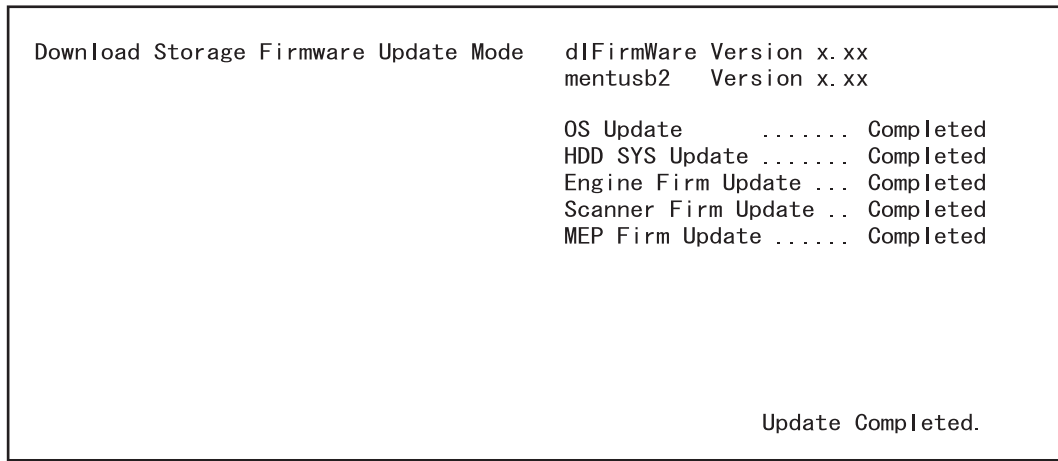 Download Storage Firmware Update Mode dlFirmWare Version x.xx
mentusb2 Version x.xx
OS Update ....... Completed
HDD SYS Update ....... Completed
Engine Firm Update ... Completed
Scanner Firm Update .. Completed
MEP Firm Update ...... Completed
Update Completed.